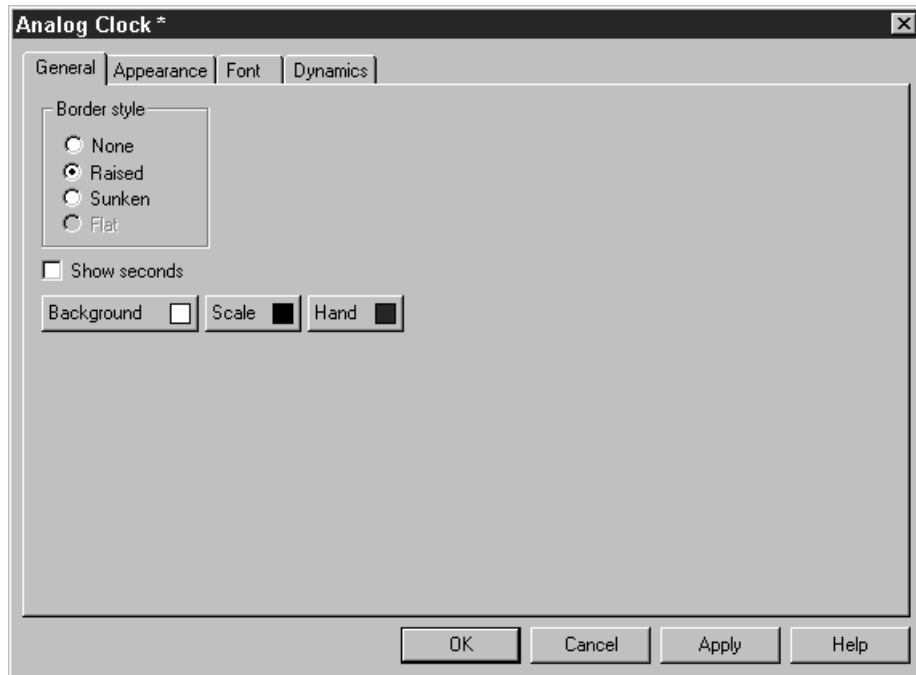 Analog Clock *
General Appearance Font Dynamics
Border style
None
Raised
Sunken
Flat
Show seconds
Background Scale Hand
OK Cancel Apply Help